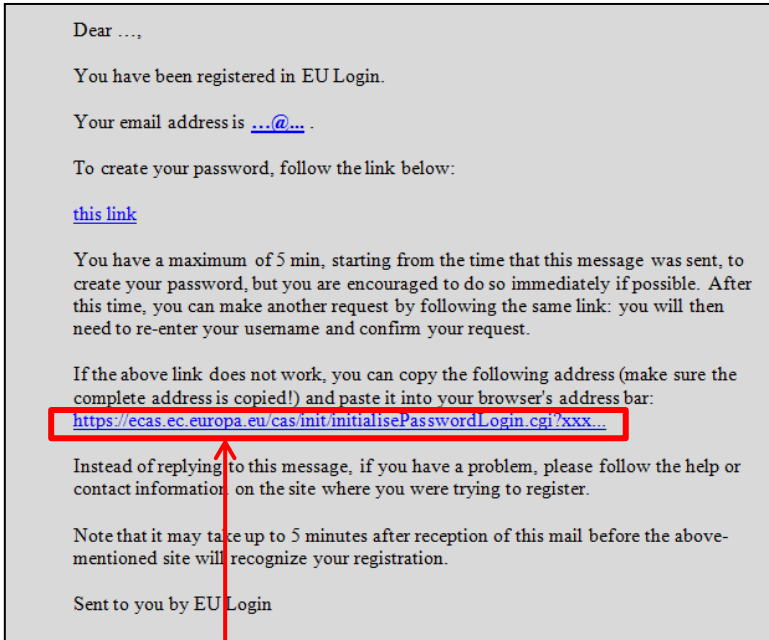 Dear …,
You have been registered in EU Login.
Your email address is …@... .
To create your password, follow the link below:
this link
You have a maximum of 5 min, starting from the time that this message was sent, to
create your password, but you are encouraged to do so immediately if possible. After
this time, you can make another request by following the same link: you will then
need to re-enter your username and confirm your request.
If the above link does not work, you can copy the following address (make sure the
complete address is copied!) and paste it into your browser's address bar:
https://ecas.ec.europa.eu/cas/init/initialisePasswordLogin.cgi?xxx...
Instead of replying to this message, if you have a problem, please follow the help or
contact information on the site where you were trying to register.
Note that it may take up to 5 minutes after reception of this mail before the above-
mentioned site will recognize your registration.
Sent to you by EU Login